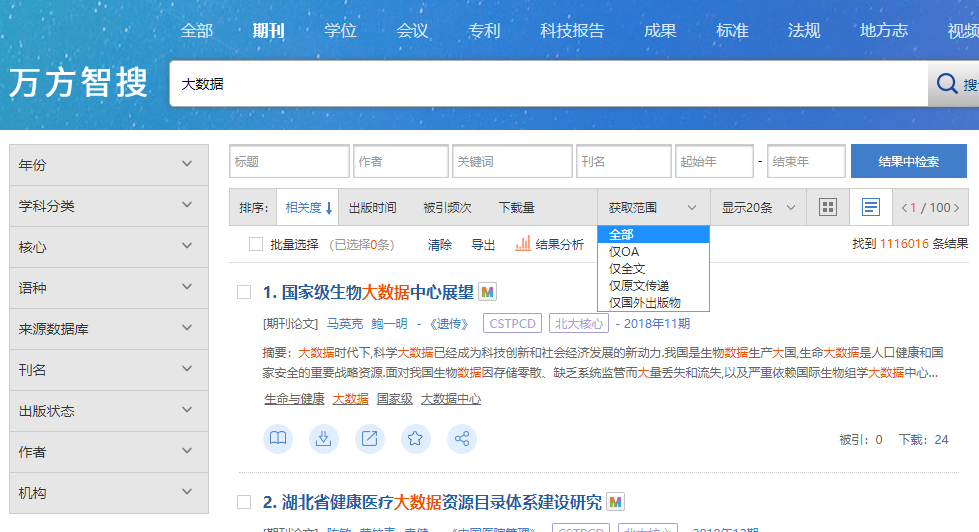 全部 期刊 学位 会议 专利 科技报告 成果 标准 法规 地方志 视频
万方智搜 大数据
年份
学科分类
核心
语种
来源数据库
刊名
出版状态
作者
机构
标题 作者 关键词 刊名 起始年 - 结束年 结果中检索
排序: 相关度 出版时间 被引频次 下载量 获取范围 显示20条 < 1 / 100 >
批量选择 (已选择0条) 清除 导出 结果分析 找到 1116016 条结果
全部
仅OA
仅全文
仅原文传递
仅国外出版物
1. 国家级生物大数据中心展望 M
[期刊论文] 马英克 鲍一明 - 《遗传》 CSTPCD 北大核心 - 2018年11期
摘要：大数据时代下,科学大数据已经成为科技创新和社会经济发展的新动力.我国是生物数据生产大国,生命大数据是人口健康和国
家安全的重要战略资源.面对我国生物数据因存储零散、缺乏系统监管而大量丢失和流失,以及严重依赖国际生物组学大数据中心...
生命与健康 大数据 国家级 大数据中心
被引: 0 下载: 24
2. 湖北省健康医疗大数据资源目录体系建设研究 M